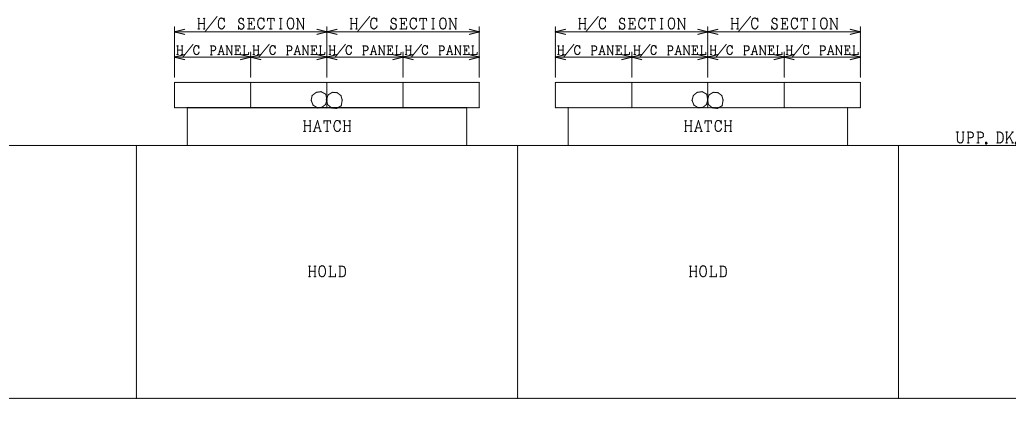 H/C SECTION H/C SECTION H/C SECTION H/C SECTION
H/C PANEL H/C PANEL H/C PANEL H/C PANEL H/C PANEL H/C PANEL H/C PANEL H/C PANEL
HATCH HATCH
UPP. DK.
HOLD HOLD